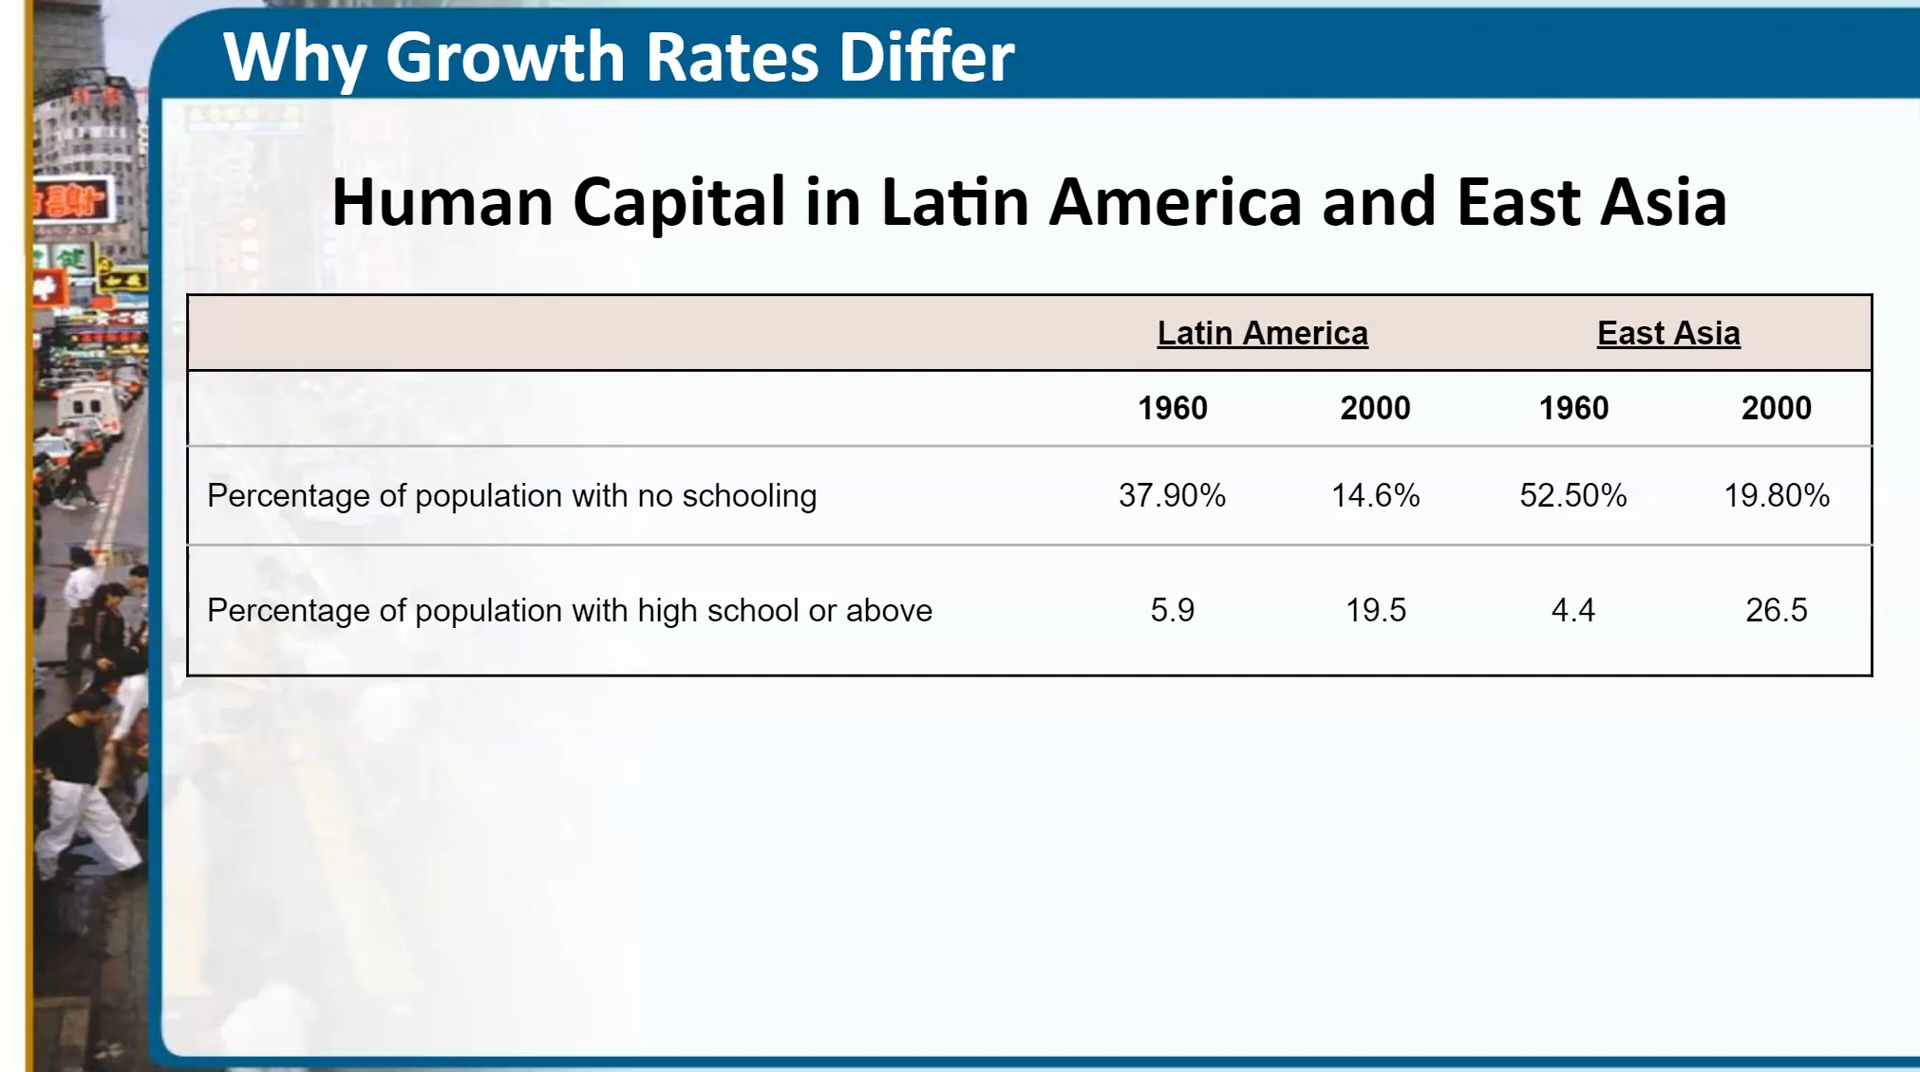 Why Growth Rates Differ
Human Capital in Latin America and East Asia
Latin America East Asia
1960 2000 1960 2000
Percentage of population with no schooling 37.90% 14.6% 52.50% 19.80%
Percentage of population with high school or above 5.9 19.5 4.4 26.5
健